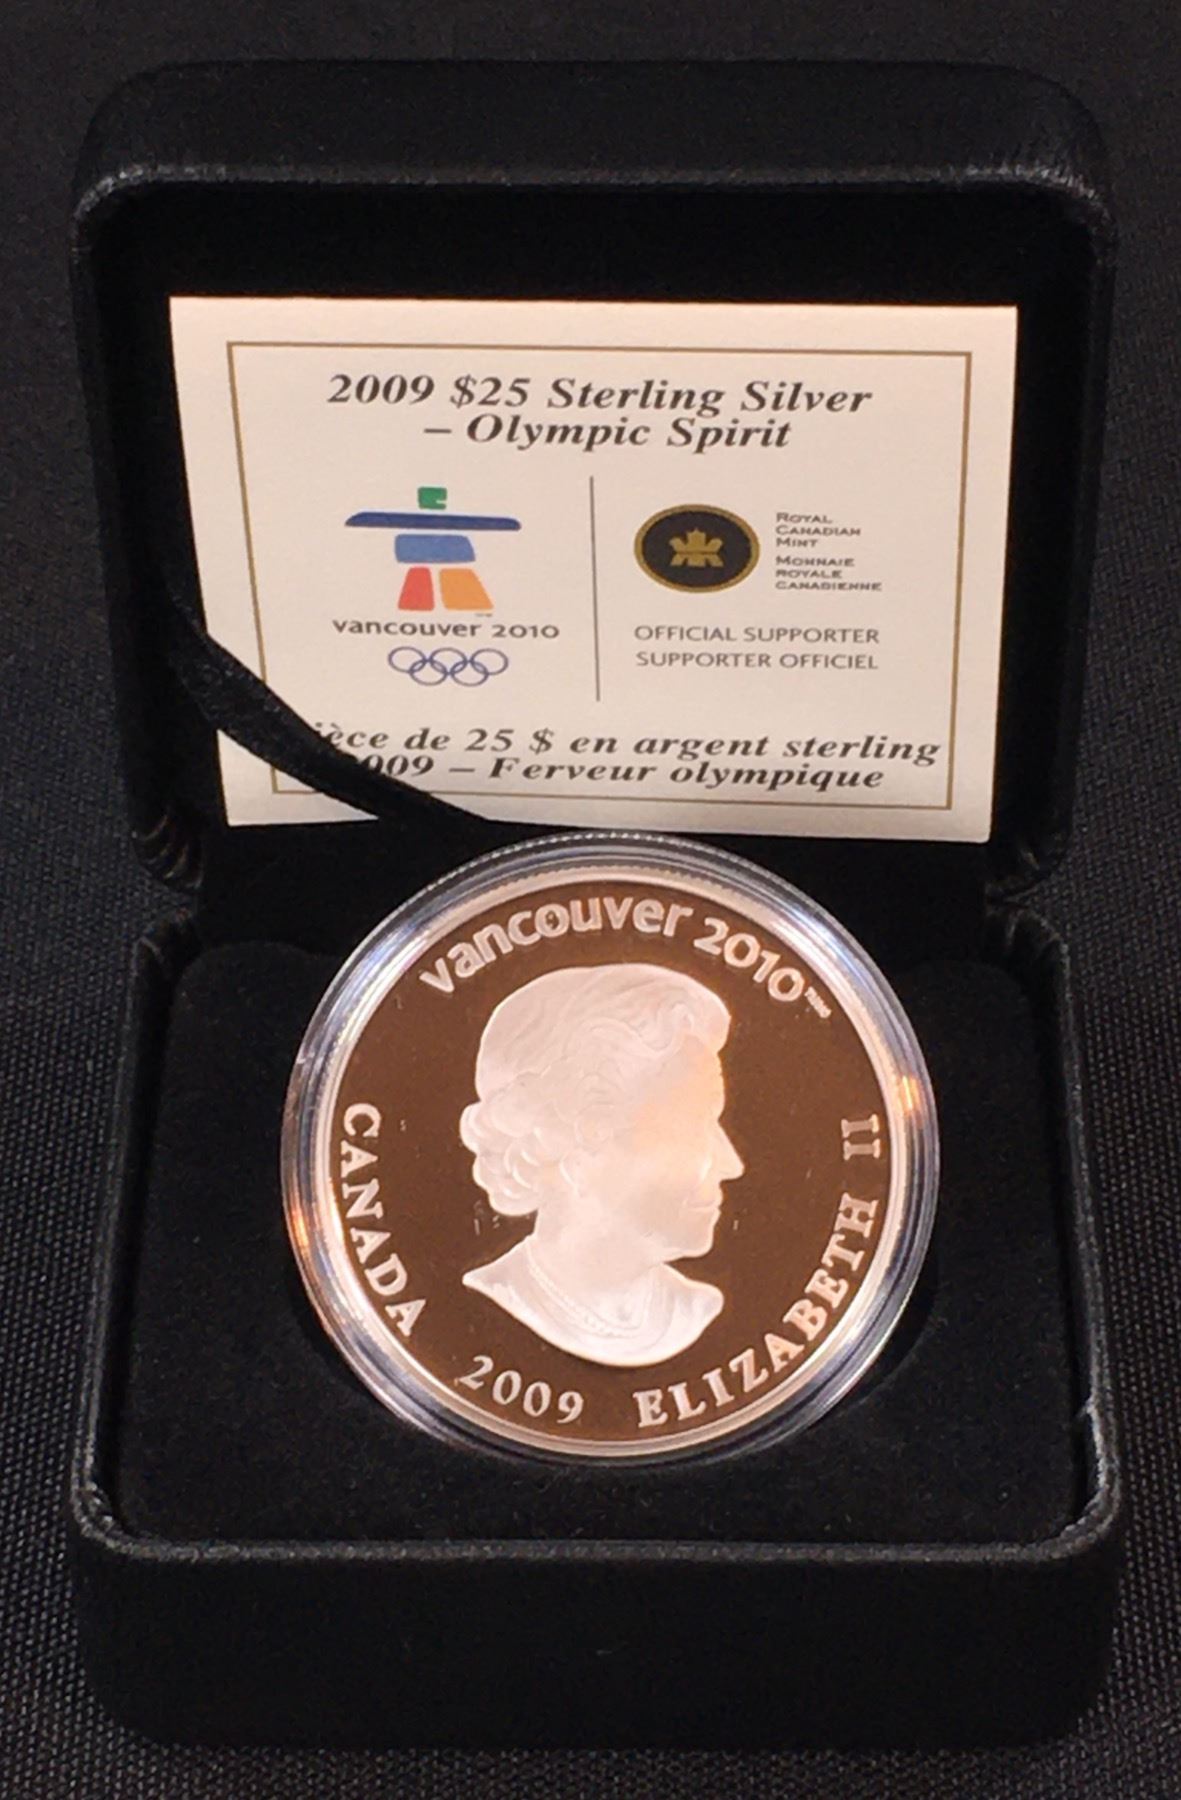 2009 $25 Sterling Silver
– Olympic Spirit
vancouver 2010
ROYAL
CANADIAN
MINT
MONNAIE
ROYALE
CANADIENNE
OFFICIAL SUPPORTER
SUPPORTER OFFICIEL
ièce de 25 $ en argent sterling
009 – Ferveur olympique
vancouver 2010
CANADA
2009
ELIZABETH II